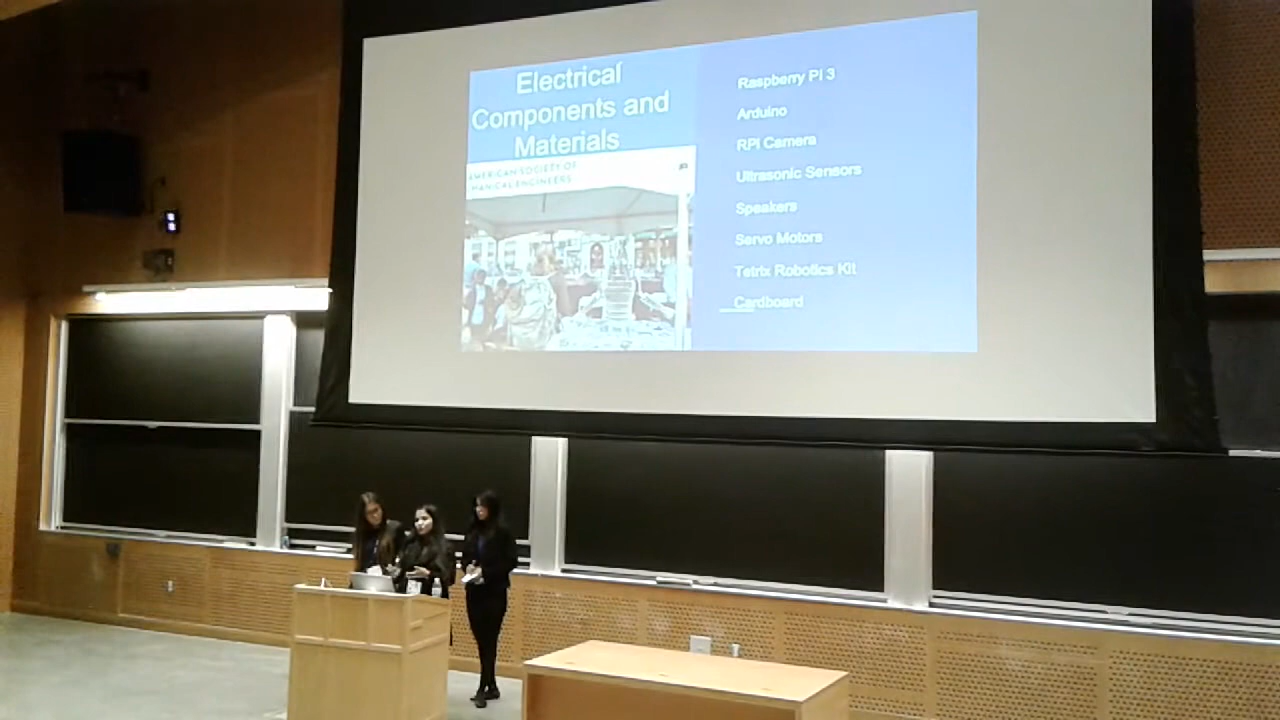 Electrical
Components and
Materials
AMERICAN SOCIETY OF
HANICAL ENGINEERS
Raspberry Pi 3
Arduino
RPI Camera
Ultrasonic Sensors
Speakers
Servo Motors
Tetrix Robotics Kit
Cardboard